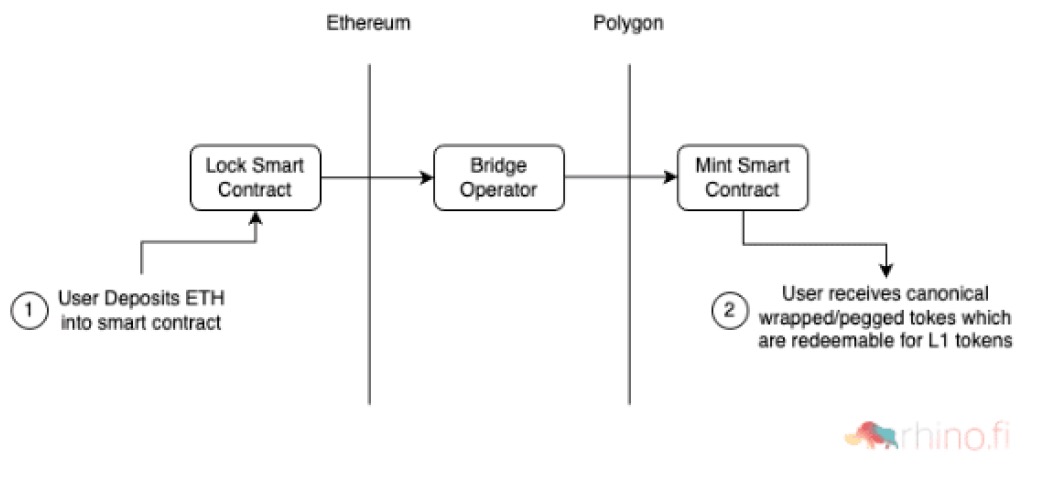 Ethereum
Polygon
Lock Smart
Contract
Bridge
Operator
Mint Smart
Contract
1
User Deposits ETH
into smart contract
2
User receives canonical
wrapped/pegged tokes which
are redeemable for L1 tokens
rhino.fi